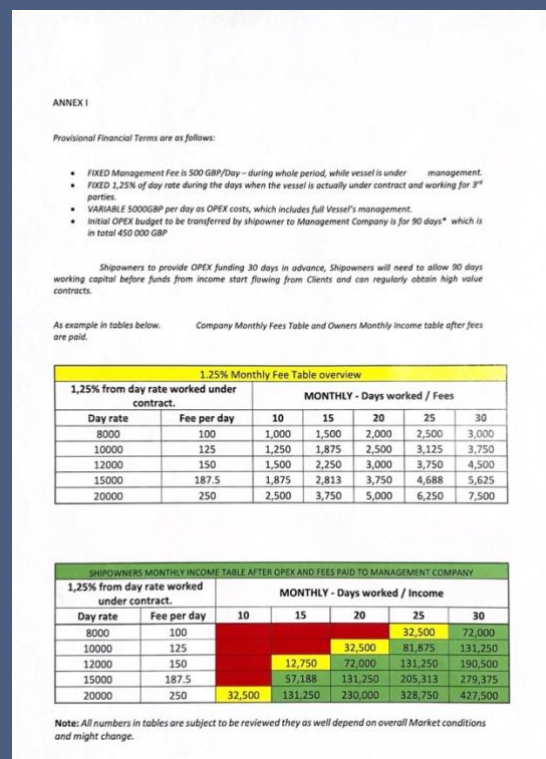 ANNEX I
Provisional Financial Terms are as follows:
• FIXED Management Fee is 500 GBP/Day – during whole period, while vessel is under management.
• FIXED 1,25% of day rate during the days when the vessel is actually under contract and working for 3rd
parties.
• VARIABLE 5000GBP per day as OPEX costs, which includes full Vessel's management.
• Initial OPEX budget to be transferred by shipowner to Management Company is for 90 days* which is
in total 450 000 GBP
Shipowners to provide OPEX funding 30 days in advance, Shipowners will need to allow 90 days
working capital before funds from income start flowing from Clients and can regularly obtain high value
contracts.
As example in tables below. Company Monthly Fees Table and Owners Monthly Income table after fees
are paid.
1.25% Monthly Fee Table overview
1,25% from day rate worked under
contract.
MONTHLY - Days worked / Fees
Day rate Fee per day 10 15 20 25 30
8000 100 1,000 1,500 2,000 2,500 3,000
10000 125 1,250 1,875 2,500 3,125 3,750
12000 150 1,500 2,250 3,000 3,750 4,500
15000 187.5 1,875 2,813 3,750 4,688 5,625
20000 250 2,500 3,750 5,000 6,250 7,500
SHIPOWNERS MONTHLY INCOME TABLE AFTER OPEX AND FEES PAID TO MANAGEMENT COMPANY
1,25% from day rate worked
under contract.
MONTHLY - Days worked / Income
Day rate Fee per day 10 15 20 25 30
8000 100 32,500 72,000
10000 125 32,500 81,875 131,250
12000 150 12,750 72,000 131,250 190,500
15000 187.5 57,188 131,250 205,313 279,375
20000 250 32,500 131,250 230,000 328,750 427,500
Note: All numbers in tables are subject to be reviewed they as well depend on overall Market conditions
and might change.